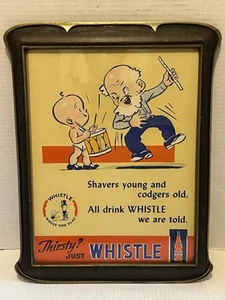 WHISTLE
Shavers young and
codgers old,
All drink WHISTLE
we are told.
Thirsty?
JUST WHISTLE